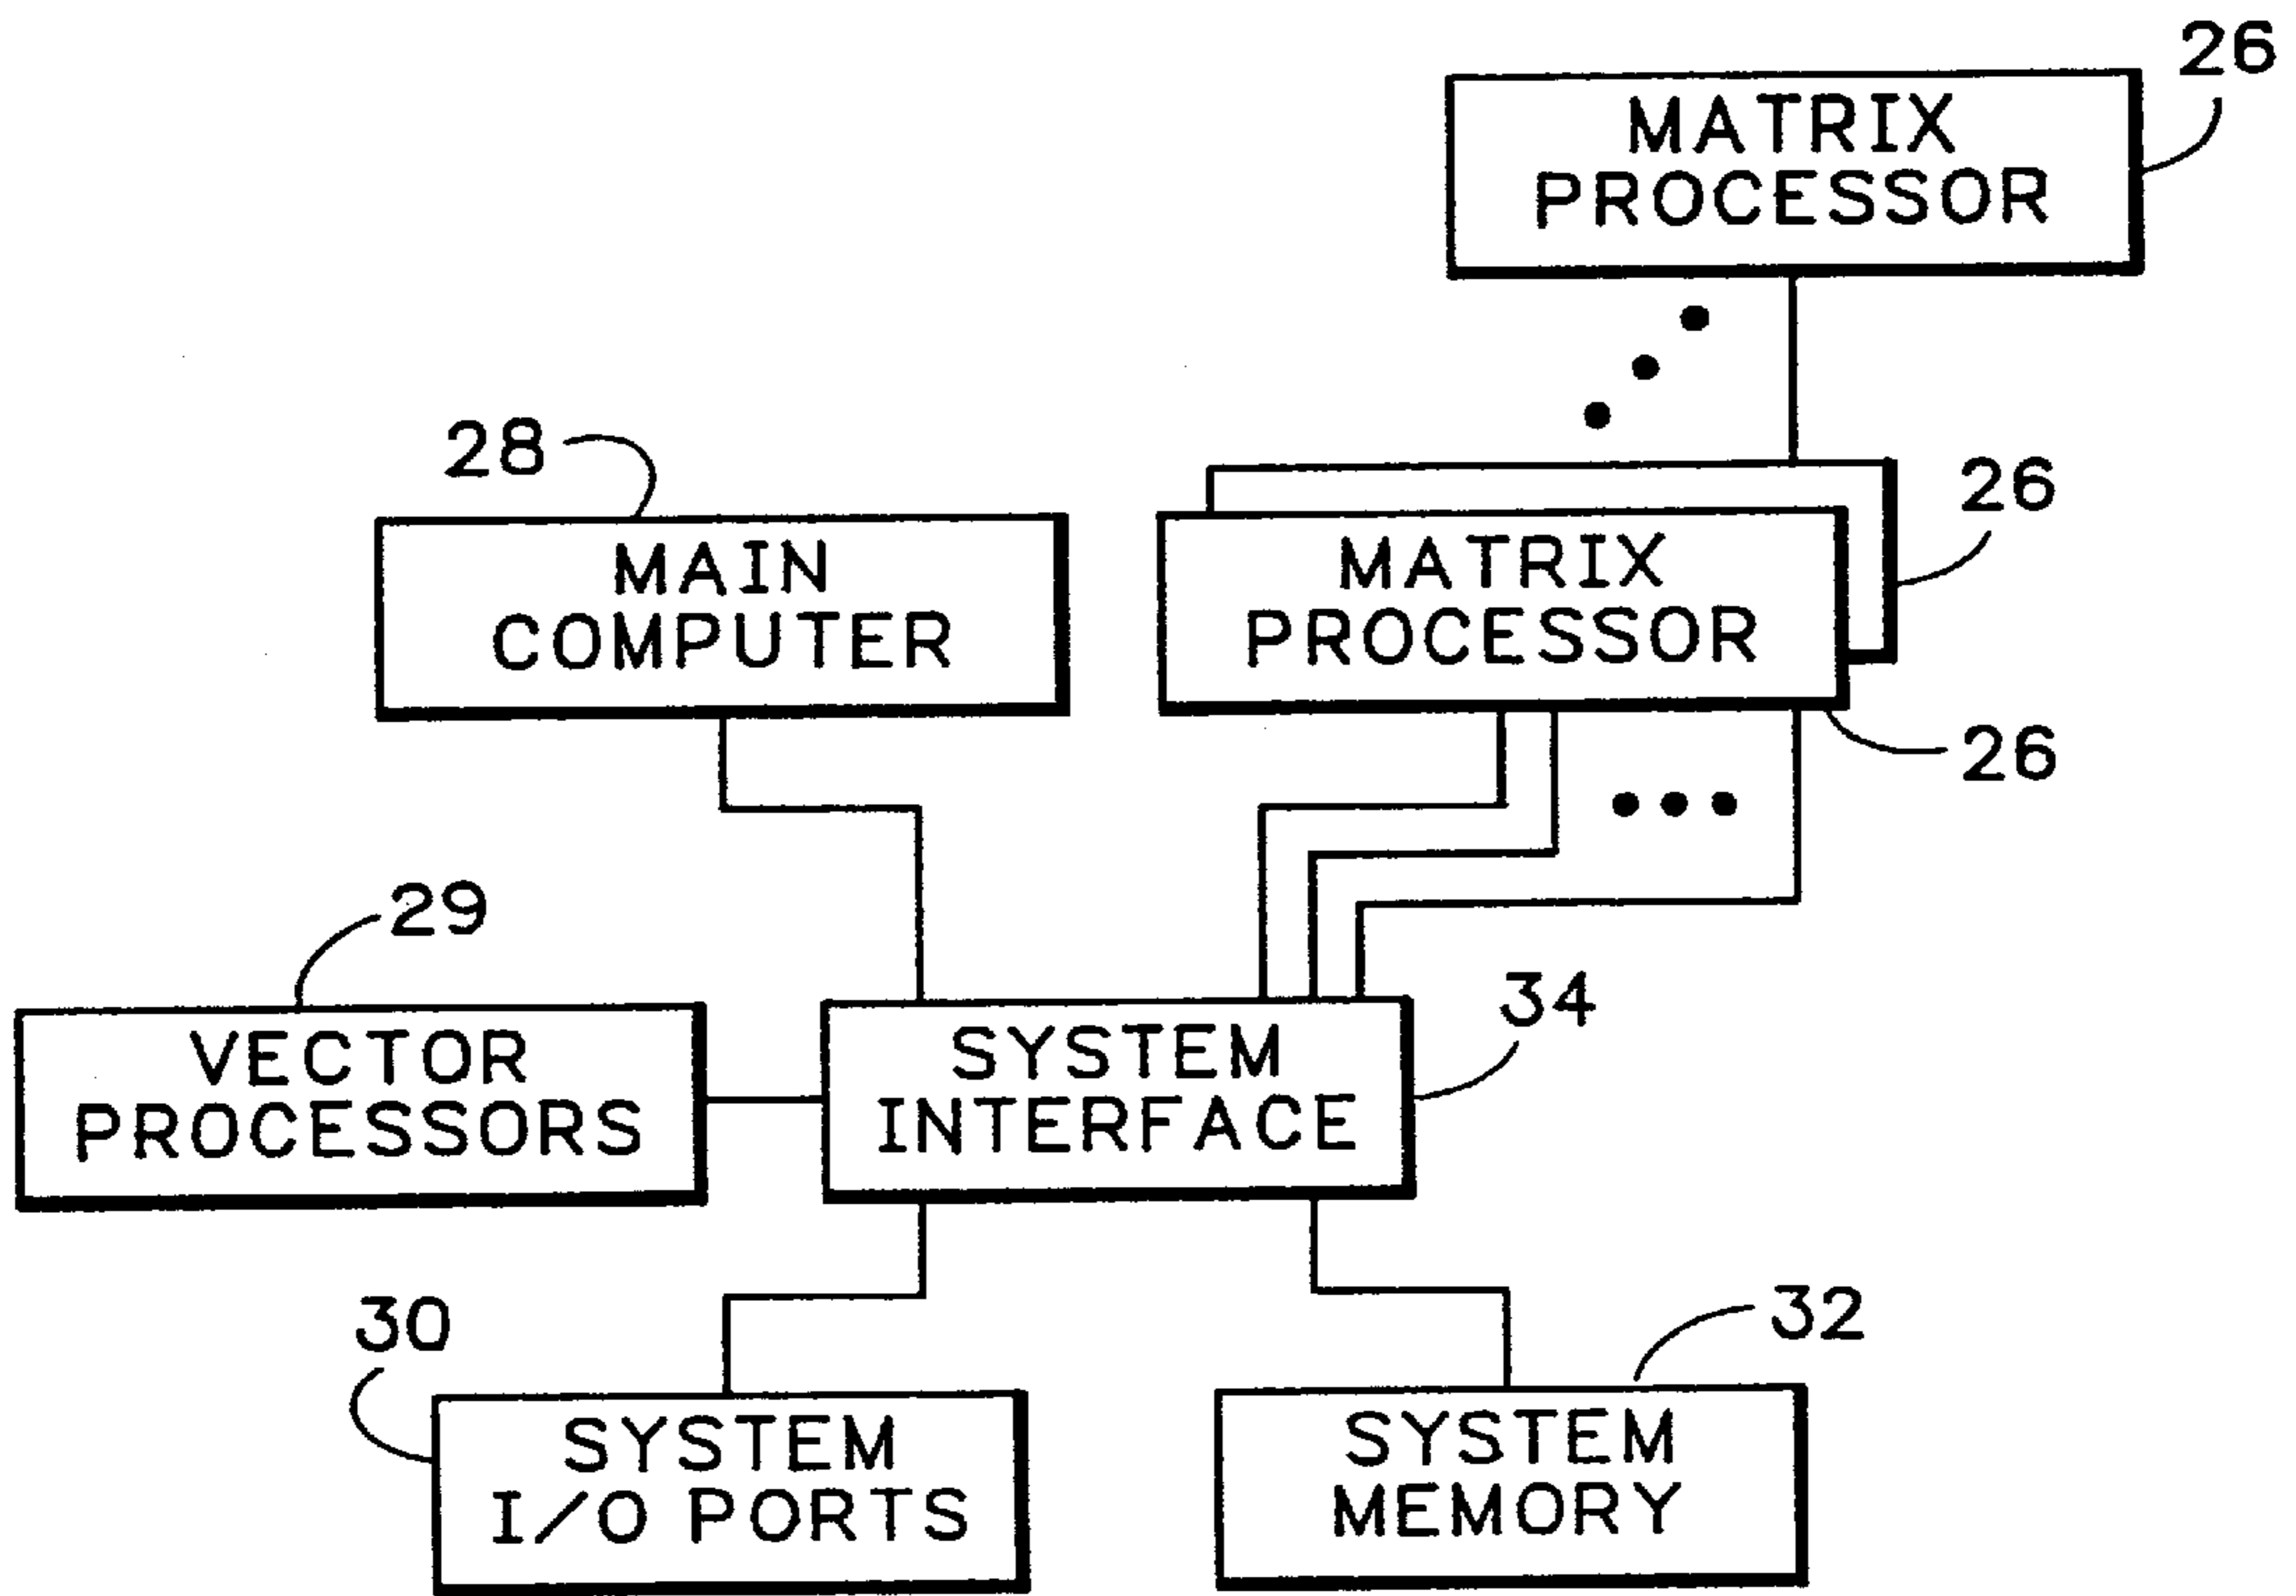 26
MATRIX
PROCESSOR
28
26
MAIN
COMPUTER
MATRIX
PROCESSOR
26
29
34
VECTOR
PROCESSORS
SYSTEM
INTERFACE
30
32
SYSTEM
I/O PORTS
SYSTEM
MEMORY